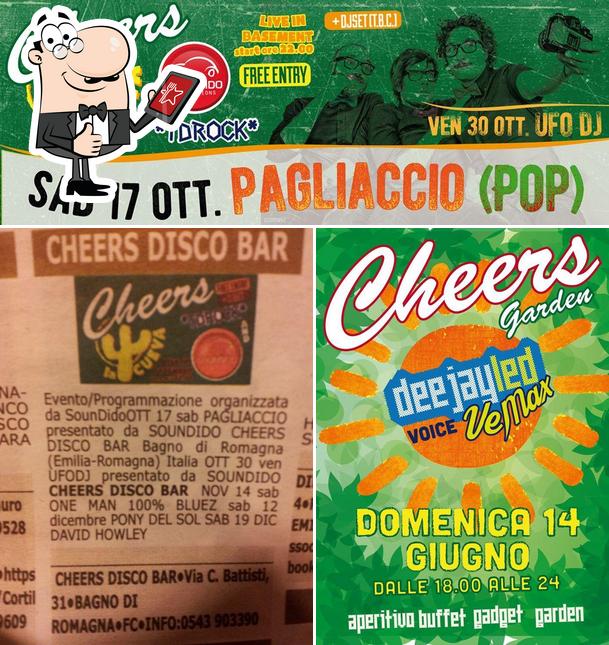 Cheers
LIVE IN
BASEMENT
start ore 22.00
FREE ENTRY
+DJSET(T.B.C.)
*TOROCK*
VEN 30 OTT. UFO DJ
SAB 17 OTT. PAGLIACCIO (POP)
CHEERS DISCO BAR
Cheers
LA CUEVA
Evento/Programmazione organizzata
da SounDidoOTT 17 sab PAGLIACCIO
presentato da SOUNDIDO CHEERS
DISCO BAR Bagno di Romagna
(Emilia-Romagna) Italia OTT 30 ven
UFODJ presentato da SOUNDIDO
CHEERS DISCO BAR NOV 14 sab
ONE MAN 100% BLUEZ sab 12
dicembre PONY DEL SOL SAB 19 DIC
DAVID HOWLEY
CHEERS DISCO BAR•Via C. Battisti,
31•BAGNO DI
ROMAGNA•FC•INFO:0543 903390
Cheers
Garden
deejayled
VOICE VeMax
DOMENICA 14
GIUGNO
DALLE 18.00 ALLE 24
aperitivo buffet gadget garden